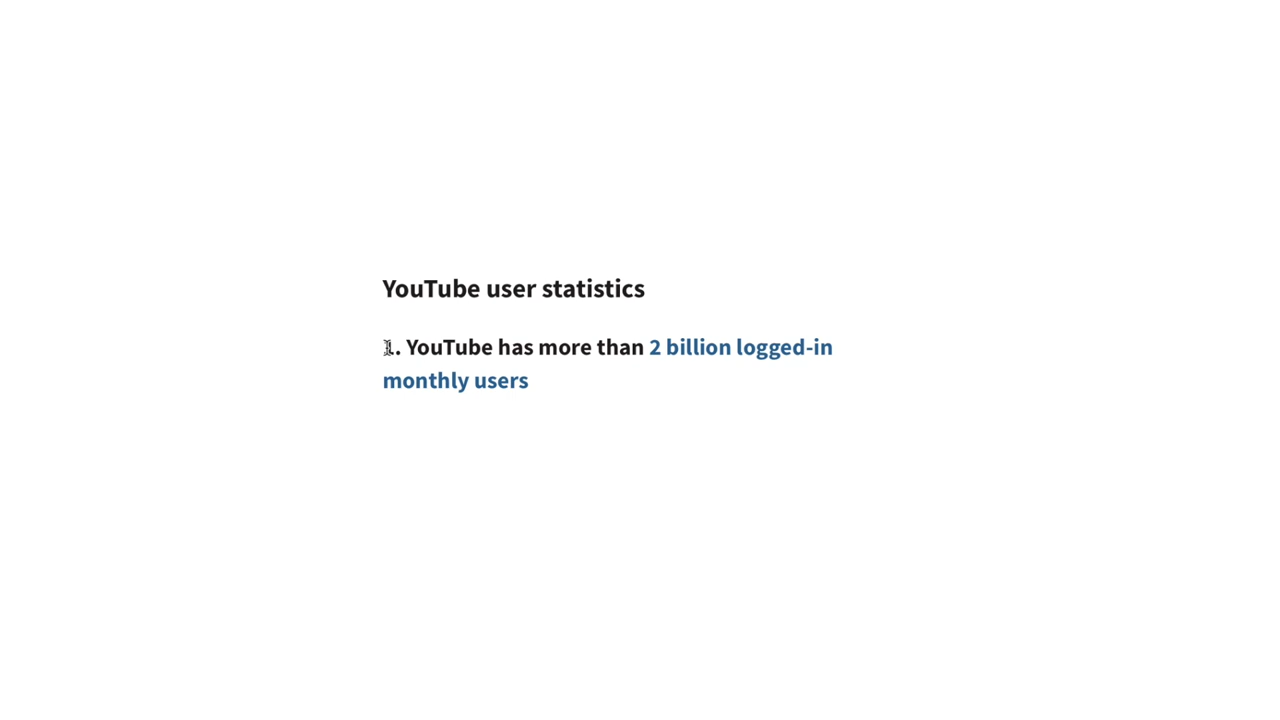 YouTube user statistics
1. YouTube has more than 2 billion logged-in
monthly users